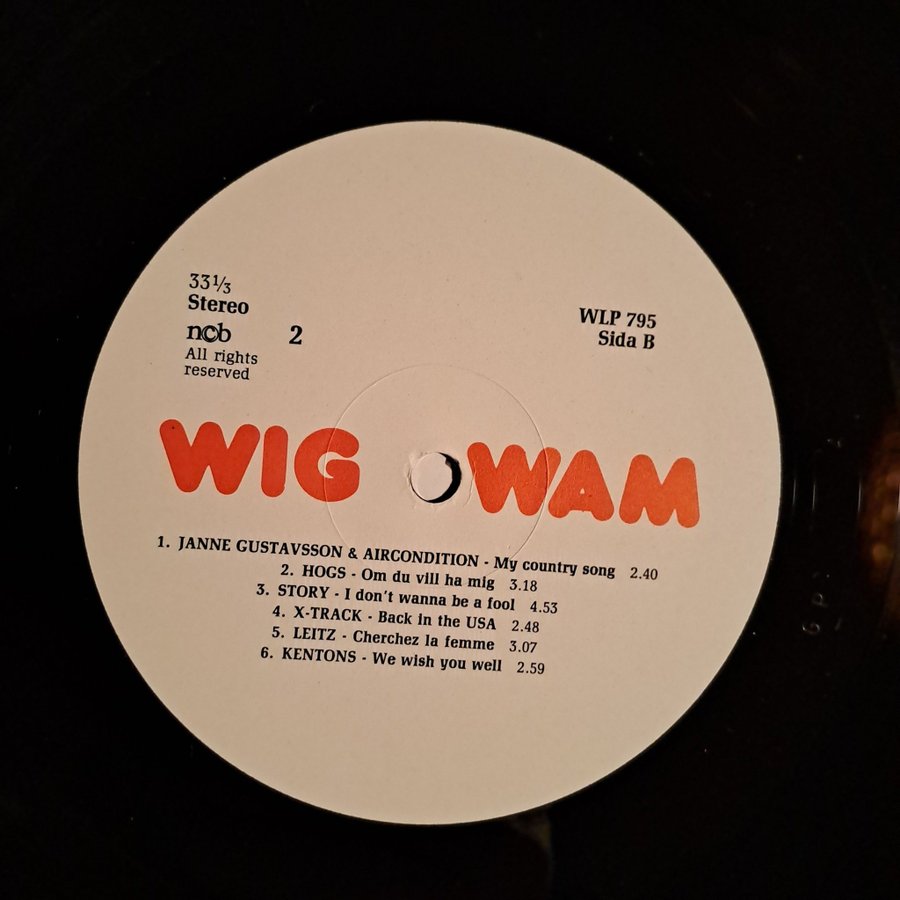 33⅓
Stereo
ncb 2
All rights
reserved
WLP 795
Sida B
WIG WAM
1. JANNE GUSTAVSSON & AIRCONDITION - My country song 2.40
2. HOGS - Om du vill ha mig 3.18
3. STORY - I don't wanna be a fool 4.53
4. X-TRACK - Back in the USA 2.48
5. LEITZ - Cherchez la femme 3.07
6. KENTONS - We wish you well 2.59